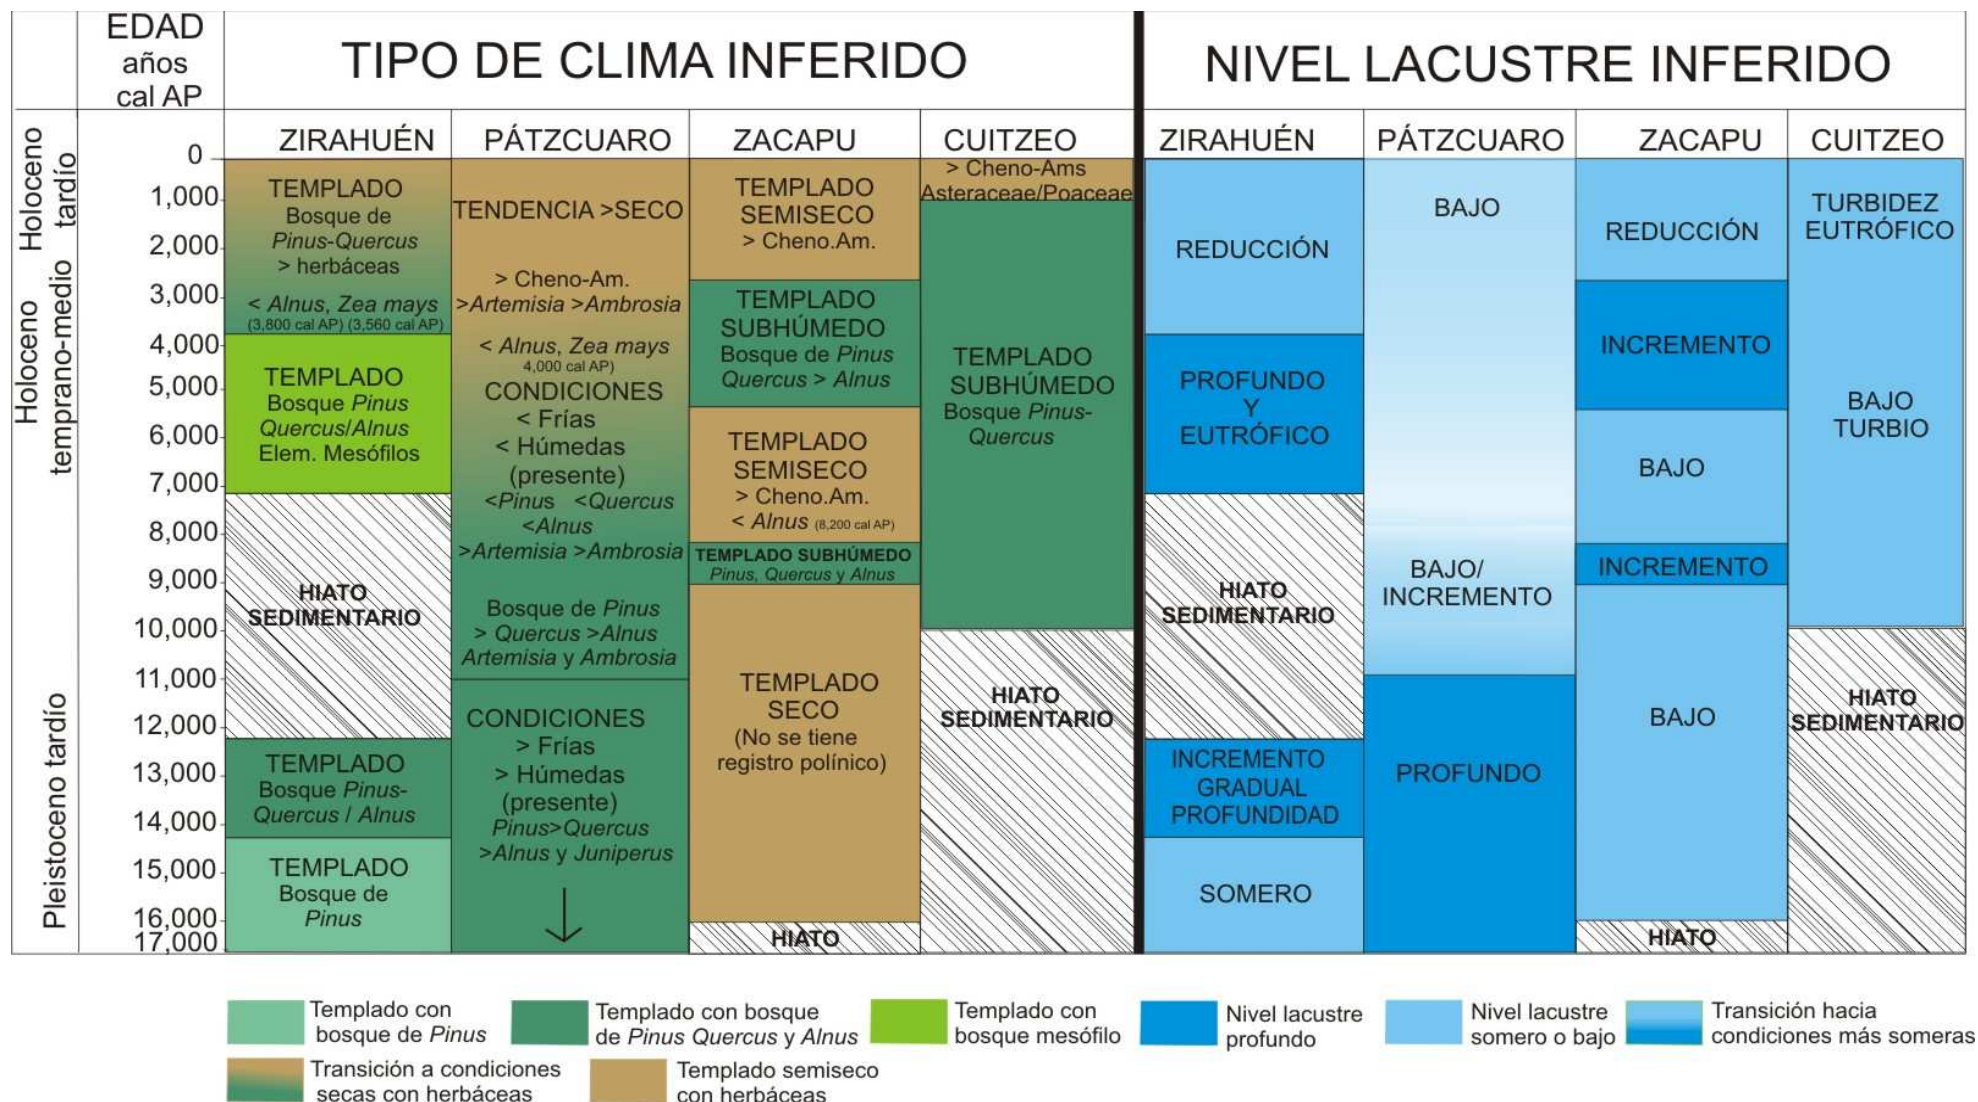 EDAD
años
cal AP
TIPO DE CLIMA INFERIDO
NIVEL LACUSTRE INFERIDO
ZIRAHUÉN
PÁTZCUARO
ZACAPU
CUITZEO
ZIRAHUÉN
PÁTZCUARO
ZACAPU
CUITZEO
Holoceno
tardío
Holoceno
temprano-medio
Pleistoceno tardío
0
1,000
2,000
3,000
4,000
5,000
6,000
7,000
8,000
9,000
10,000
11,000
12,000
13,000
14,000
15,000
16,000
17,000
TEMPLADO
Bosque de
Pinus-Quercus
> herbáceas
< Alnus, Zea mays
(3,800 cal AP) (3,560 cal AP)
TEMPLADO
Bosque Pinus
Quercus/Alnus
Elem. Mesófilos
HIATO
SEDIMENTARIO
TEMPLADO
Bosque Pinus-
Quercus / Alnus
TEMPLADO
Bosque de
Pinus
TENDENCIA >SECO
> Cheno-Am.
>Artemisia >Ambrosia
< Alnus, Zea mays
4,000 cal AP)
CONDICIONES
< Frías
< Húmedas
(presente)
<Pinus <Quercus
<Alnus
>Artemisia >Ambrosia
Bosque de Pinus
> Quercus >Alnus
Artemisia y Ambrosia
CONDICIONES
> Frías
> Húmedas
(presente)
Pinus>Quercus
>Alnus y Juniperus
TEMPLADO
SEMISECO
> Cheno.Am.
TEMPLADO
SUBHÚMEDO
Bosque de Pinus
Quercus > Alnus
TEMPLADO
SEMISECO
> Cheno.Am.
< Alnus (8,200 cal AP)
TEMPLADO SUBHÚMEDO
Pinus, Quercus y Alnus
TEMPLADO
SECO
(No se tiene
registro polínico)
HIATO
> Cheno-Ams
Asteraceae/Poaceae
TEMPLADO
SUBHÚMEDO
Bosque Pinus-
Quercus
HIATO
SEDIMENTARIO
REDUCCIÓN
PROFUNDO
Y
EUTRÓFICO
HIATO
SEDIMENTARIO
INCREMENTO
GRADUAL
PROFUNDIDAD
SOMERO
BAJO
BAJO/
INCREMENTO
PROFUNDO
REDUCCIÓN
INCREMENTO
BAJO
INCREMENTO
BAJO
HIATO
TURBIDEZ
EUTRÓFICO
BAJO
TURBIO
HIATO
SEDIMENTARIO
Templado con
bosque de Pinus
Templado con bosque
de Pinus Quercus y Alnus
Templado con
bosque mesófilo
Nivel lacustre
profundo
Nivel lacustre
somero o bajo
Transición hacia
condiciones más someras
Transición a condiciones
secas con herbáceas
Templado semiseco
con herbáceas